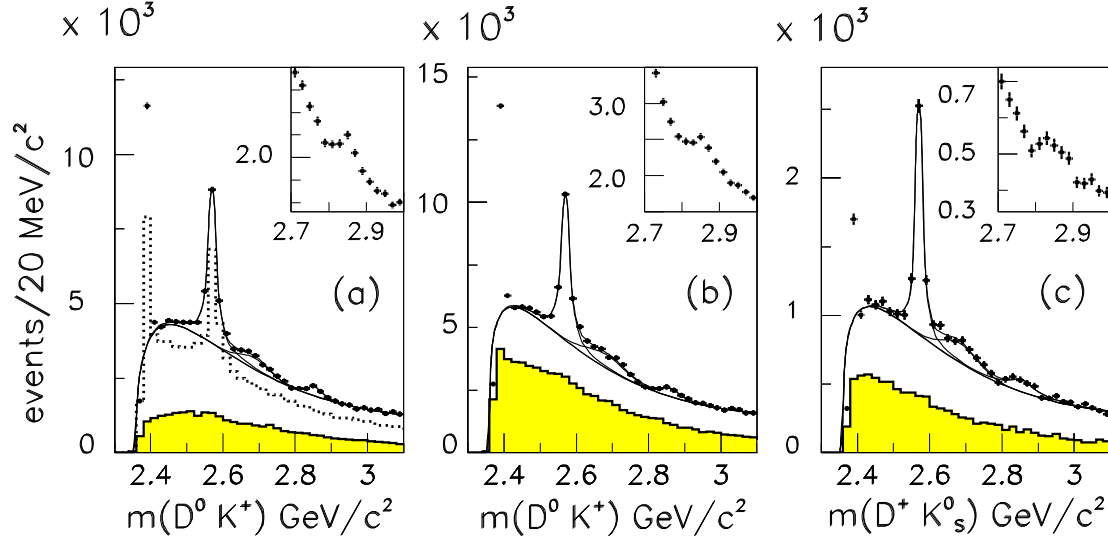 × 10³ × 10³ × 10³
events/20 MeV/c²
10
5
0
2.0
2.7 2.9
(a)
2.4 2.6 2.8 3
m(D⁰ K⁺) GeV/c²
15
10
5
0
3.0
2.0
2.7 2.9
(b)
2.4 2.6 2.8 3
m(D⁰ K⁺) GeV/c²
2
1
0
0.7
0.5
0.3
2.7 2.9
(c)
2.4 2.6 2.8 3
m(D⁺ K⁰ₛ) GeV/c²